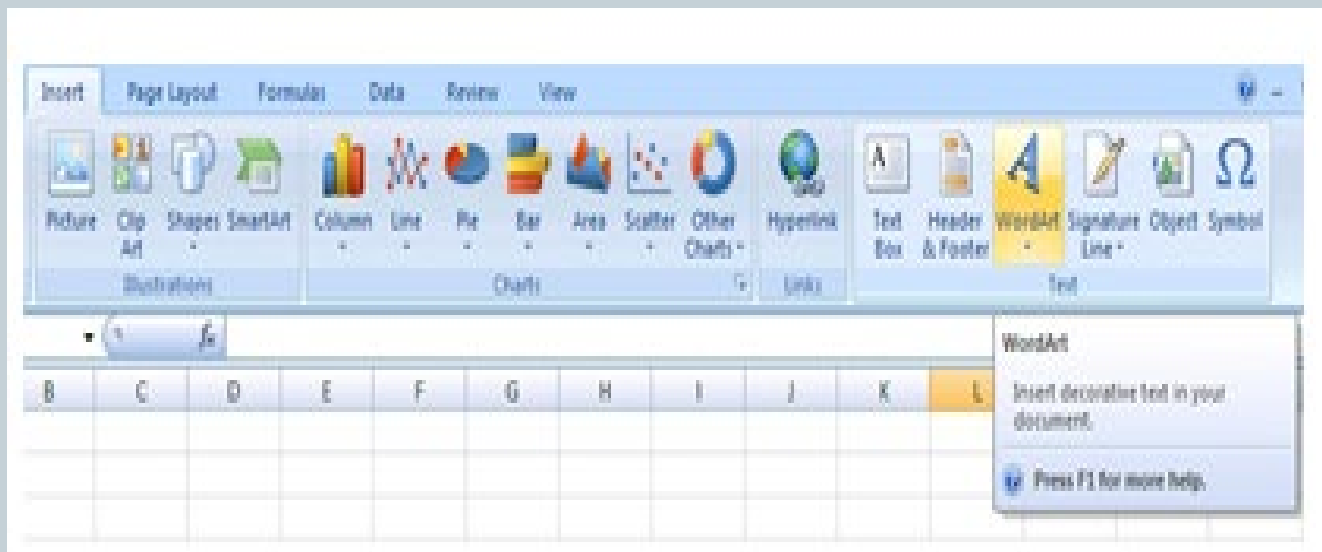 Insert Page Layout Formulas Data Review View
Picture Clip Art Shapes SmartArt Column Line Pie Bar Area Scatter Other Charts Hyperlink Text Box Header & Footer WordArt Signature Line Object Symbol
Illustrations Charts Links Text
fx
B C D E F G H I J K L
WordArt
Insert decorative text in your
document.
Press F1 for more help.